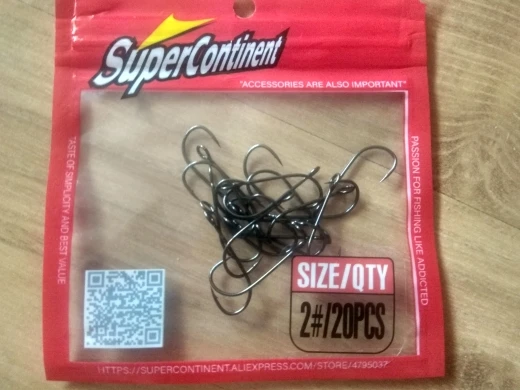 SuperContinent
"ACCESSORIES ARE ALSO IMPORTANT"
TASTE OF SIMPLICITY AND BEST VALUE
PASSION FOR FISHING LIKE ADDICTED
SIZE/QTY
2#/20PCS
HTTPS://SUPERCONTINENT.ALIEXPRESS.COM/STORE/4795037